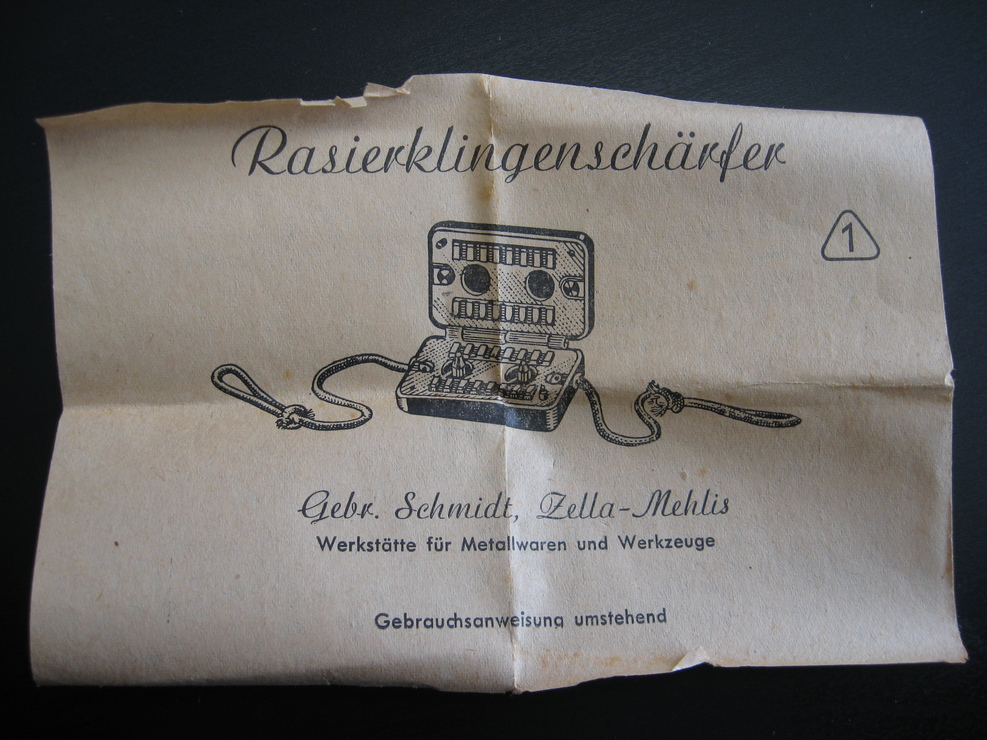 Rasierklingenschärfer
1
Gebr. Schmidt, Zella-Mehlis
Werkstätte für Metallwaren und Werkzeuge
Gebrauchsanweisung umstehend